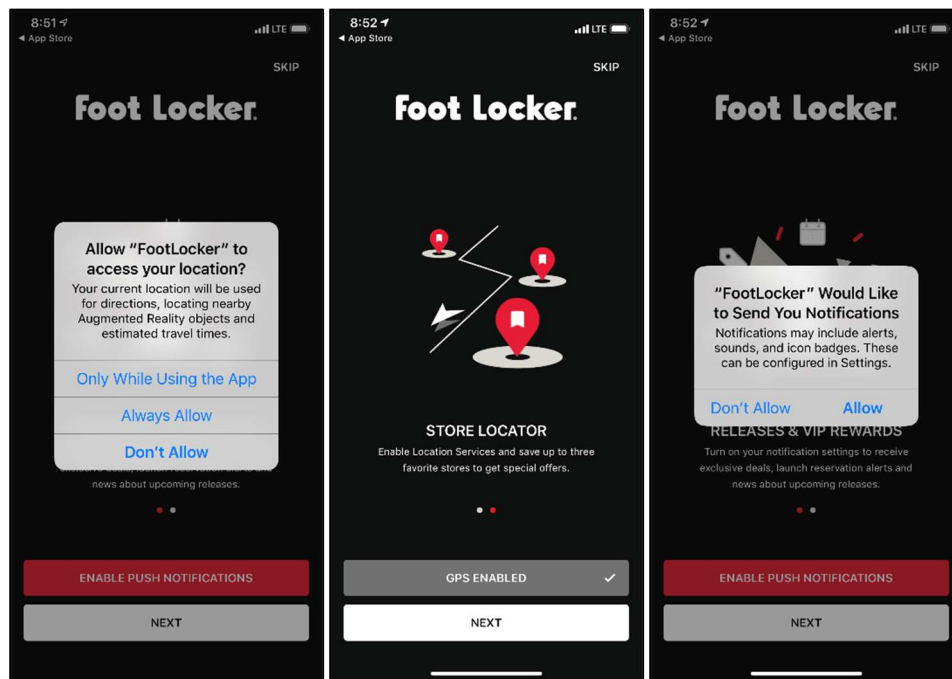 8:51
LTE
◀ App Store
SKIP
Foot Locker.
Allow “FootLocker” to
access your location?
Your current location will be used
for directions, locating nearby
Augmented Reality objects and
estimated travel times.
Only While Using the App
Always Allow
Don't Allow
exclusive deals, launch reservation alerts and
news about upcoming releases.
ENABLE PUSH NOTIFICATIONS
NEXT
8:52
LTE
◀ App Store
SKIP
Foot Locker.
STORE LOCATOR
Enable Location Services and save up to three
favorite stores to get special offers.
GPS ENABLED
NEXT
8:52
LTE
◀ App Store
SKIP
Foot Locker.
“FootLocker” Would Like
to Send You Notifications
Notifications may include alerts,
sounds, and icon badges. These
can be configured in Settings.
Don't Allow
Allow
RELEASES & VIP REWARDS
Turn on your notification settings to receive
exclusive deals, launch reservation alerts and
news about upcoming releases.
ENABLE PUSH NOTIFICATIONS
NEXT